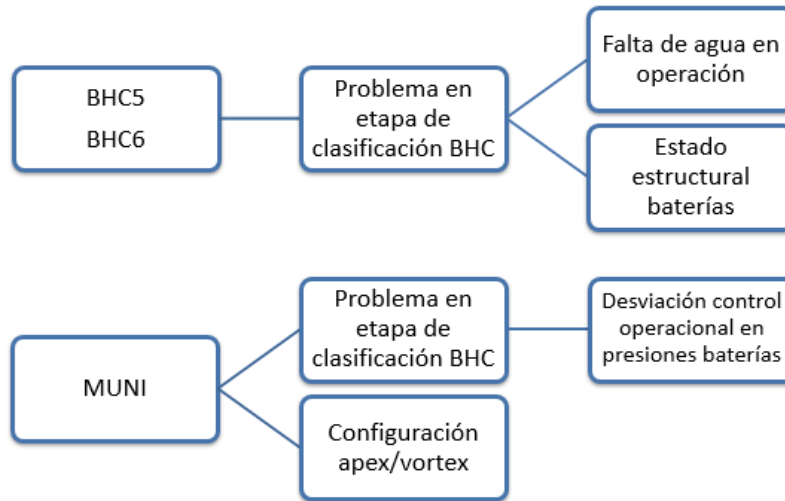 BHC5
BHC6
Problema en
etapa de
clasificación BHC
Falta de agua en
operación
Estado
estructural
baterías
MUNI
Problema en
etapa de
clasificación BHC
Configuración
apex/vortex
Desviación control
operacional en
presiones baterías